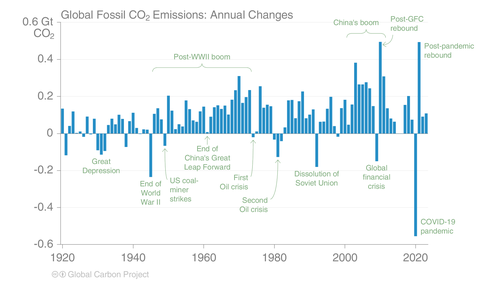 Global Fossil CO₂ Emissions: Annual Changes
0.6 Gt
CO₂
0.4
0.2
0
-0.2
-0.4
-0.6
1920
1940
1960
1980
2000
2020
Post-WWII boom
China's boom
Post-GFC
rebound
Post-pandemic
rebound
Great
Depression
End of
World
War II
US coal-
miner
strikes
End of
China's Great
Leap Forward
First
Oil crisis
Second
Oil crisis
Dissolution of
Soviet Union
Global
financial
crisis
COVID-19
pandemic
Global Carbon Project